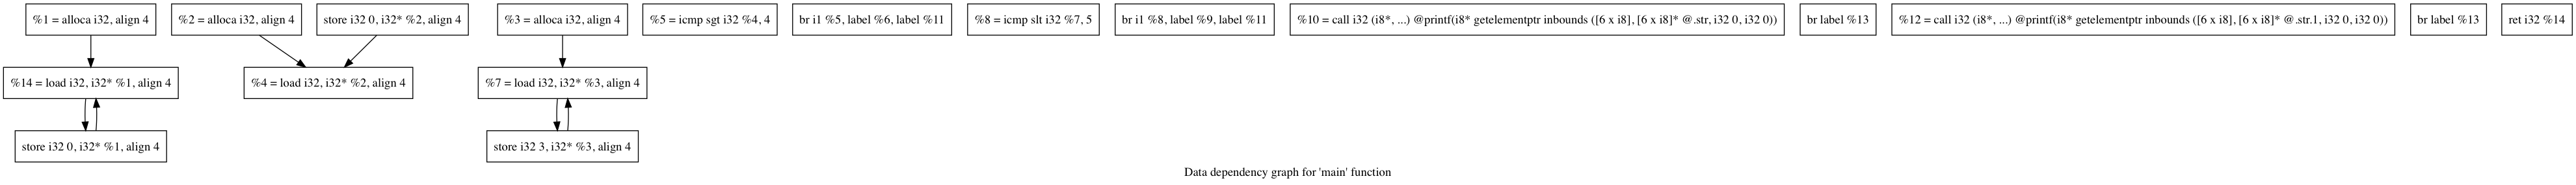 %1 = alloca i32, align 4
%2 = alloca i32, align 4
store i32 0, i32* %2, align 4
%3 = alloca i32, align 4
%5 = icmp sgt i32 %4, 4
br i1 %5, label %6, label %11
%8 = icmp slt i32 %7, 5
br i1 %8, label %9, label %11
%10 = call i32 (i8*, ...) @printf(i8* getelementptr inbounds ([6 x i8], [6 x i8]* @.str, i32 0, i32 0))
br label %13
%12 = call i32 (i8*, ...) @printf(i8* getelementptr inbounds ([6 x i8], [6 x i8]* @.str.1, i32 0, i32 0))
br label %13
ret i32 %14
%14 = load i32, i32* %1, align 4
%4 = load i32, i32* %2, align 4
%7 = load i32, i32* %3, align 4
store i32 0, i32* %1, align 4
store i32 3, i32* %3, align 4
Data dependency graph for 'main' function